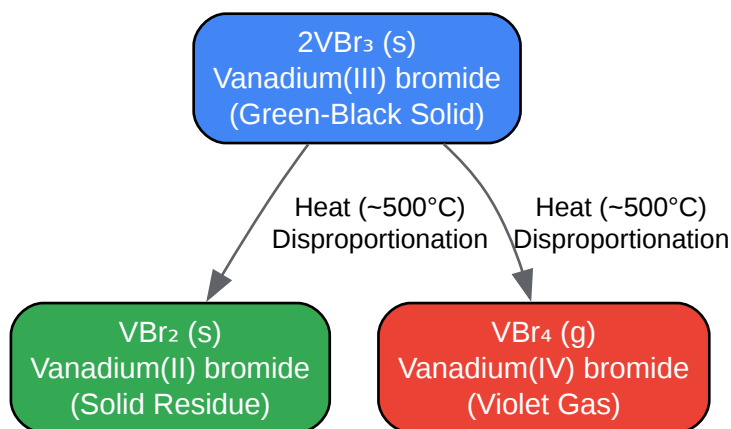 2VBr₃ (s)
Vanadium(III) bromide
(Green-Black Solid)
Heat (~500°C)
Disproportionation
Heat (~500°C)
Disproportionation
VBr₂ (s)
Vanadium(II) bromide
(Solid Residue)
VBr₄ (g)
Vanadium(IV) bromide
(Violet Gas)